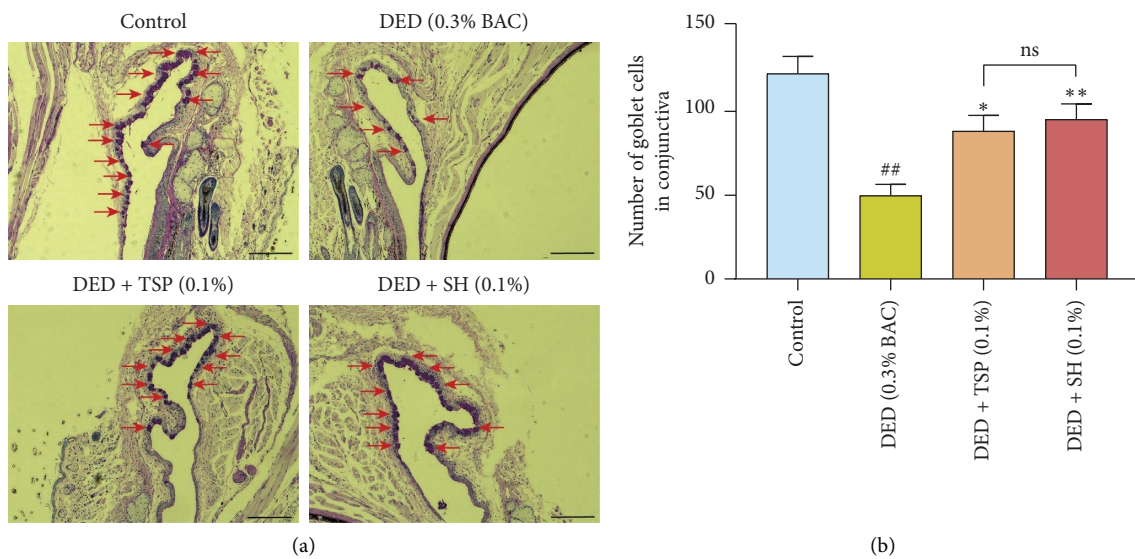 Control
DED (0.3% BAC)
DED + TSP (0.1%)
DED + SH (0.1%)
(a)
Number of goblet cells
in conjunctiva
150
100
50
0
##
*
**
ns
Control
DED (0.3% BAC)
DED + TSP (0.1%)
DED + SH (0.1%)
(b)